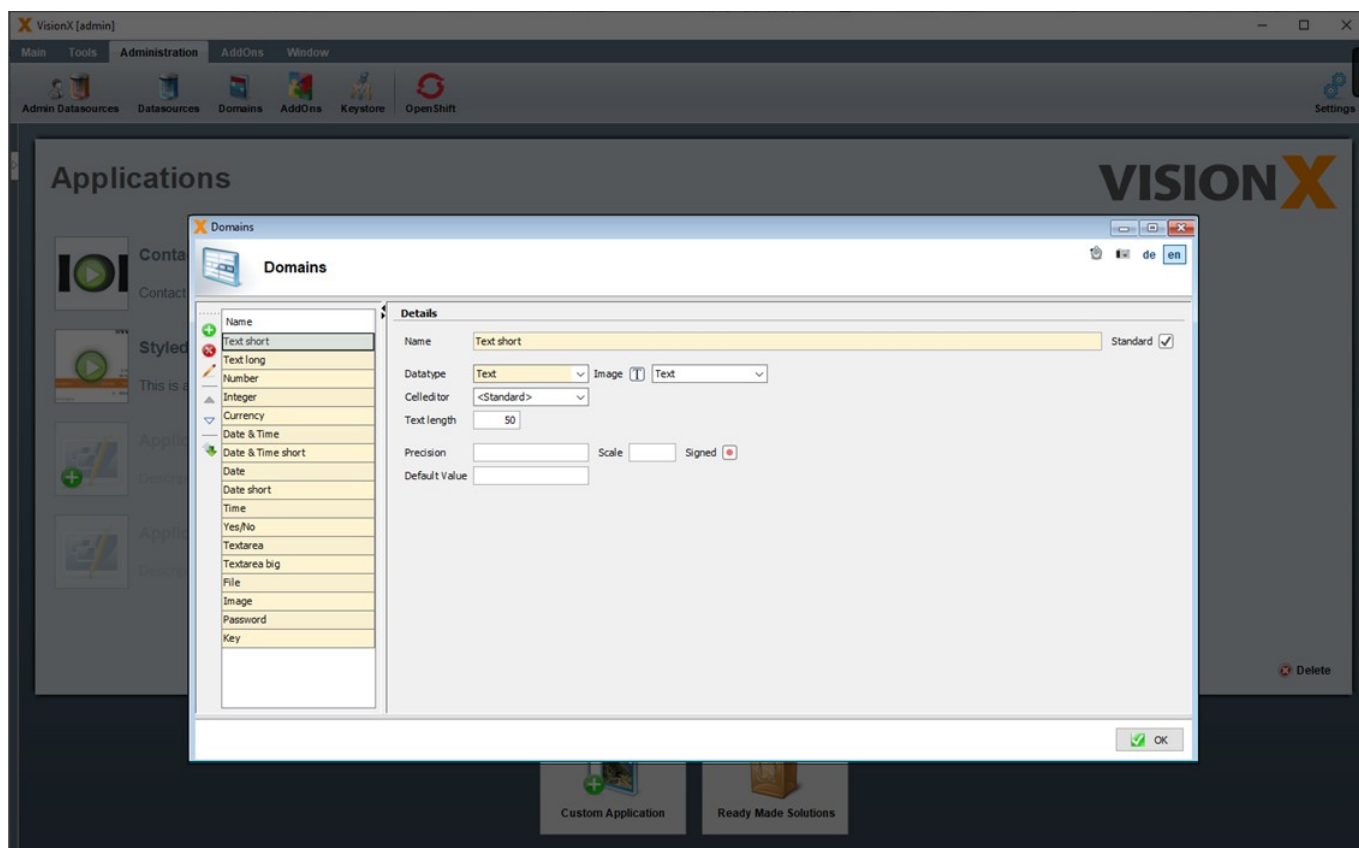 VisionX [admin]
Main Tools Administration AddOns Window
Admin Datasources Datasources Domains AddOns Keystore OpenShift Settings
Applications
VISIONX
Conta
Contact
Styled
This is a
Applic
Descrip
Applic
Descrip
Delete
Custom Application
Ready Made Solutions
Domains
Domains
de en
Name
Text short
Text long
Number
Integer
Currency
Date & Time
Date & Time short
Date
Date short
Time
Yes/No
Textarea
Textarea big
File
Image
Password
Key
Details
Name Text short Standard
Datatype Text Image T Text
Celleditor <Standard>
Text length 50
Precision Scale Signed
Default Value
OK